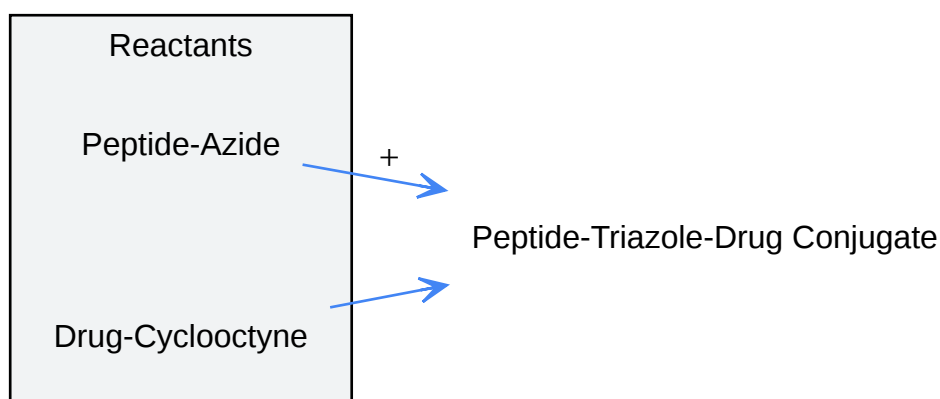 Reactants
Peptide-Azide
+
Peptide-Triazole-Drug Conjugate
Drug-Cyclooctyne